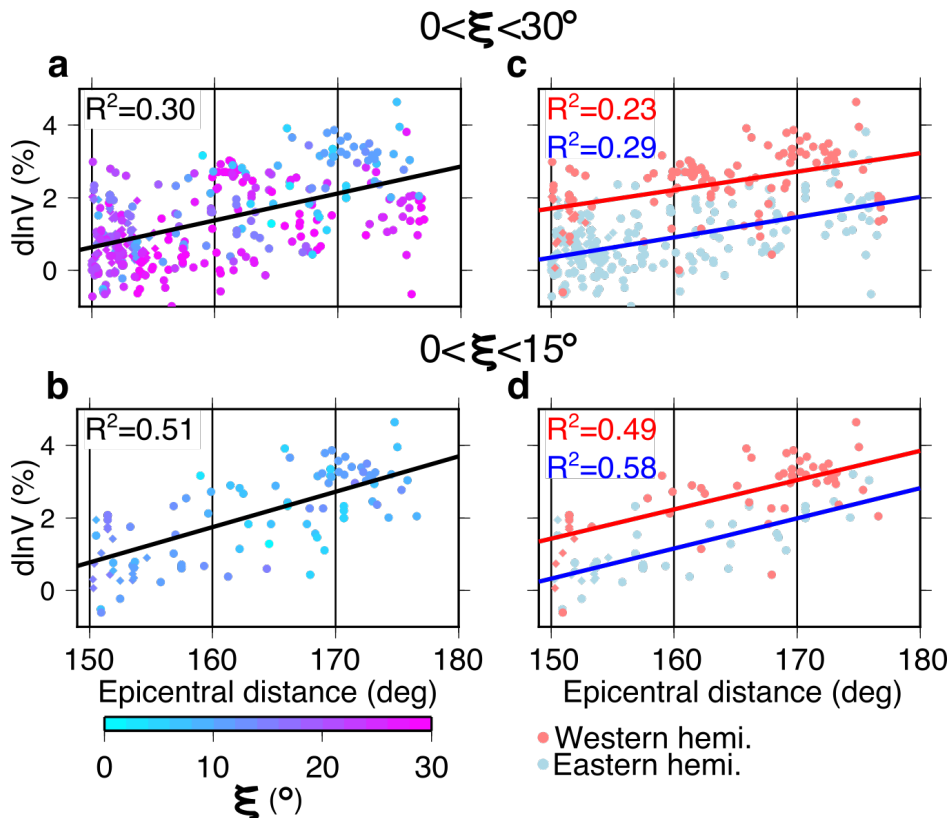 0<ξ<30°
a
R²=0.30
dlnV (%)
4
2
0
c
R²=0.23
R²=0.29
0<ξ<15°
b
R²=0.51
dlnV (%)
4
2
0
150 160 170 180
Epicentral distance (deg)
0 10 20 30
ξ (°)
d
R²=0.49
R²=0.58
150 160 170 180
Epicentral distance (deg)
Western hemi.
Eastern hemi.